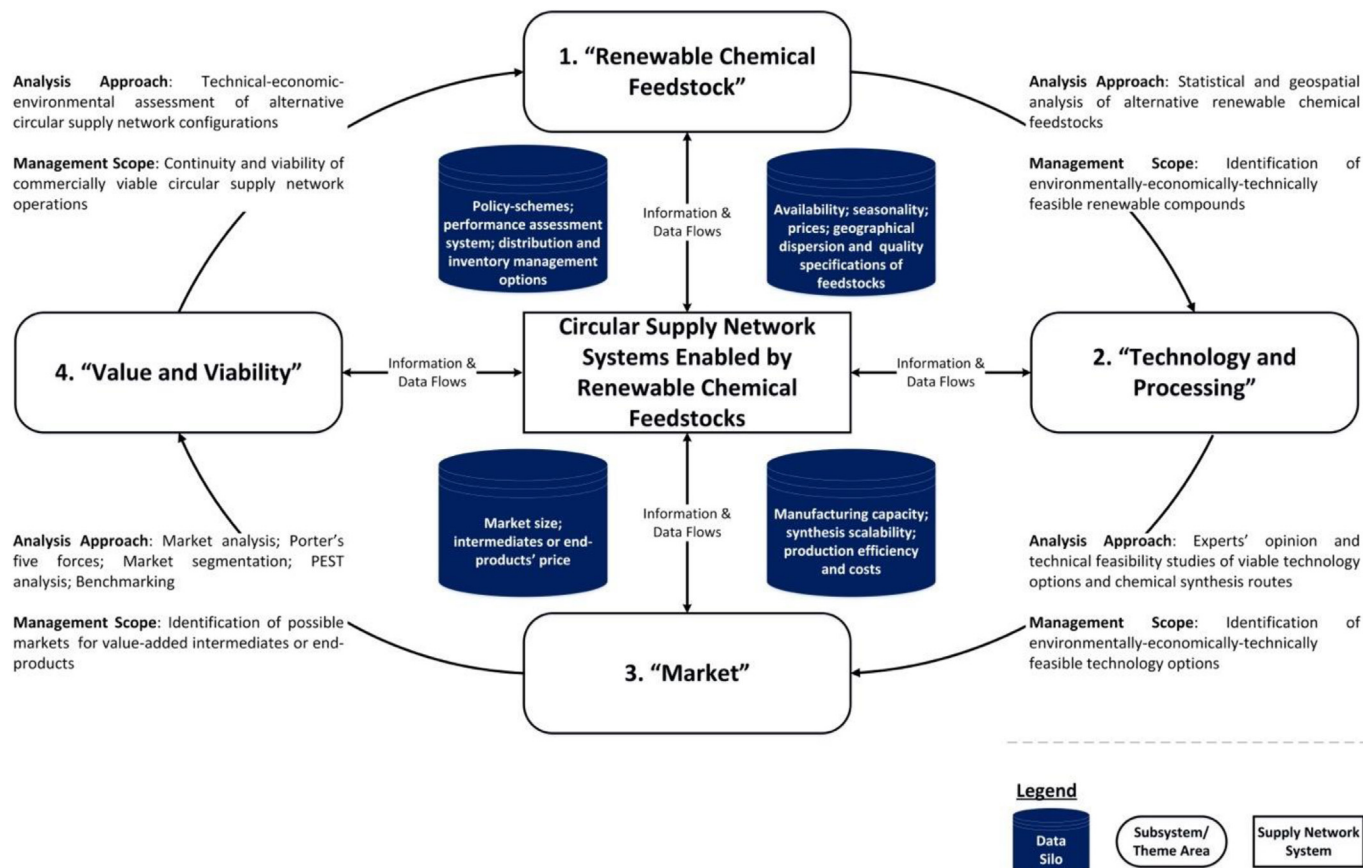 1. “Renewable Chemical
Feedstock”
Analysis Approach: Technical-economic-
environmental assessment of alternative
circular supply network configurations
Management Scope: Continuity and viability of
commercially viable circular supply network
operations
Analysis Approach: Statistical and geospatial
analysis of alternative renewable chemical
feedstocks
Management Scope: Identification of
environmentally-economically-technically
feasible renewable compounds
Policy-schemes;
performance assessment
system; distribution and
inventory management
options
Information &
Data Flows
Availability; seasonality;
prices; geographical
dispersion and quality
specifications of
feedstocks
4. “Value and Viability”
Information &
Data Flows
Circular Supply Network
Systems Enabled by
Renewable Chemical
Feedstocks
Information &
Data Flows
2. “Technology and
Processing”
Market size;
intermediates or end-
products’ price
Information &
Data Flows
Manufacturing capacity;
synthesis scalability;
production efficiency
and costs
Analysis Approach: Market analysis; Porter’s
five forces; Market segmentation; PEST
analysis; Benchmarking
Management Scope: Identification of possible
markets for value-added intermediates or end-
products
Analysis Approach: Experts’ opinion and
technical feasibility studies of viable technology
options and chemical synthesis routes
Management Scope: Identification of
environmentally-economically-technically
feasible technology options
3. “Market”
Legend
Data
Silo
Subsystem/
Theme Area
Supply Network
System